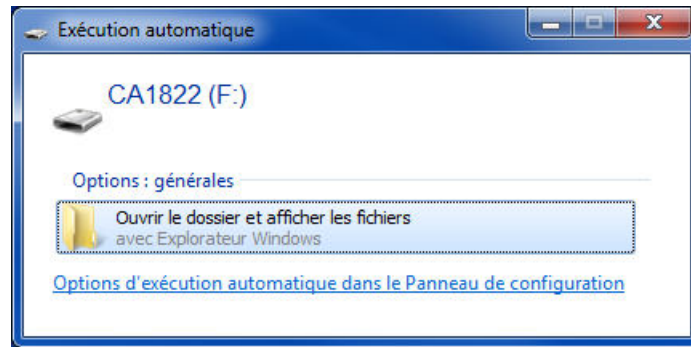 Exécution automatique
CA1822 (F:)
Options : générales
Ouvrir le dossier et afficher les fichiers
avec Explorateur Windows
Options d'exécution automatique dans le Panneau de configuration